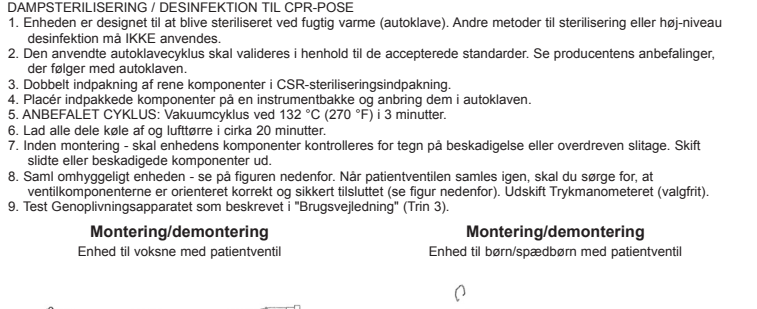 DAMPSTERILISERING / DESINFEKTION TIL CPR-POSE
1. Enheden er designet til at blive steriliseret ved fugtig varme (autoklave). Andre metoder til sterilisering eller høj-niveau
desinfektion må IKKE anvendes.
2. Den anvendte autoklavecyklus skal valideres i henhold til de accepterede standarder. Se producentens anbefalinger,
der følger med autoklaven.
3. Dobbelt indpakning af rene komponenter i CSR-steriliseringsindpakning.
4. Placér indpakkede komponenter på en instrumentbakke og anbring dem i autoklaven.
5. ANBEFALET CYKLUS: Vakuumcyklus ved 132 °C (270 °F) i 3 minutter.
6. Lad alle dele køle af og lufttørre i cirka 20 minutter.
7. Inden montering - skal enhedens komponenter kontrolleres for tegn på beskadigelse eller overdreven slitage. Skift
slidte eller beskadigede komponenter ud.
8. Saml omhyggeligt enheden - se på figuren nedenfor. Når patientventilen samles igen, skal du sørge for, at
ventilkomponenterne er orienteret korrekt og sikkert tilsluttet (se figur nedenfor). Udskift Trykmanometeret (valgfrit).
9. Test Genoplivningsapparatet som beskrevet i "Brugsvejledning" (Trin 3).
Montering/demontering
Enhed til voksne med patientventil
Montering/demontering
Enhed til børn/spædbørn med patientventil